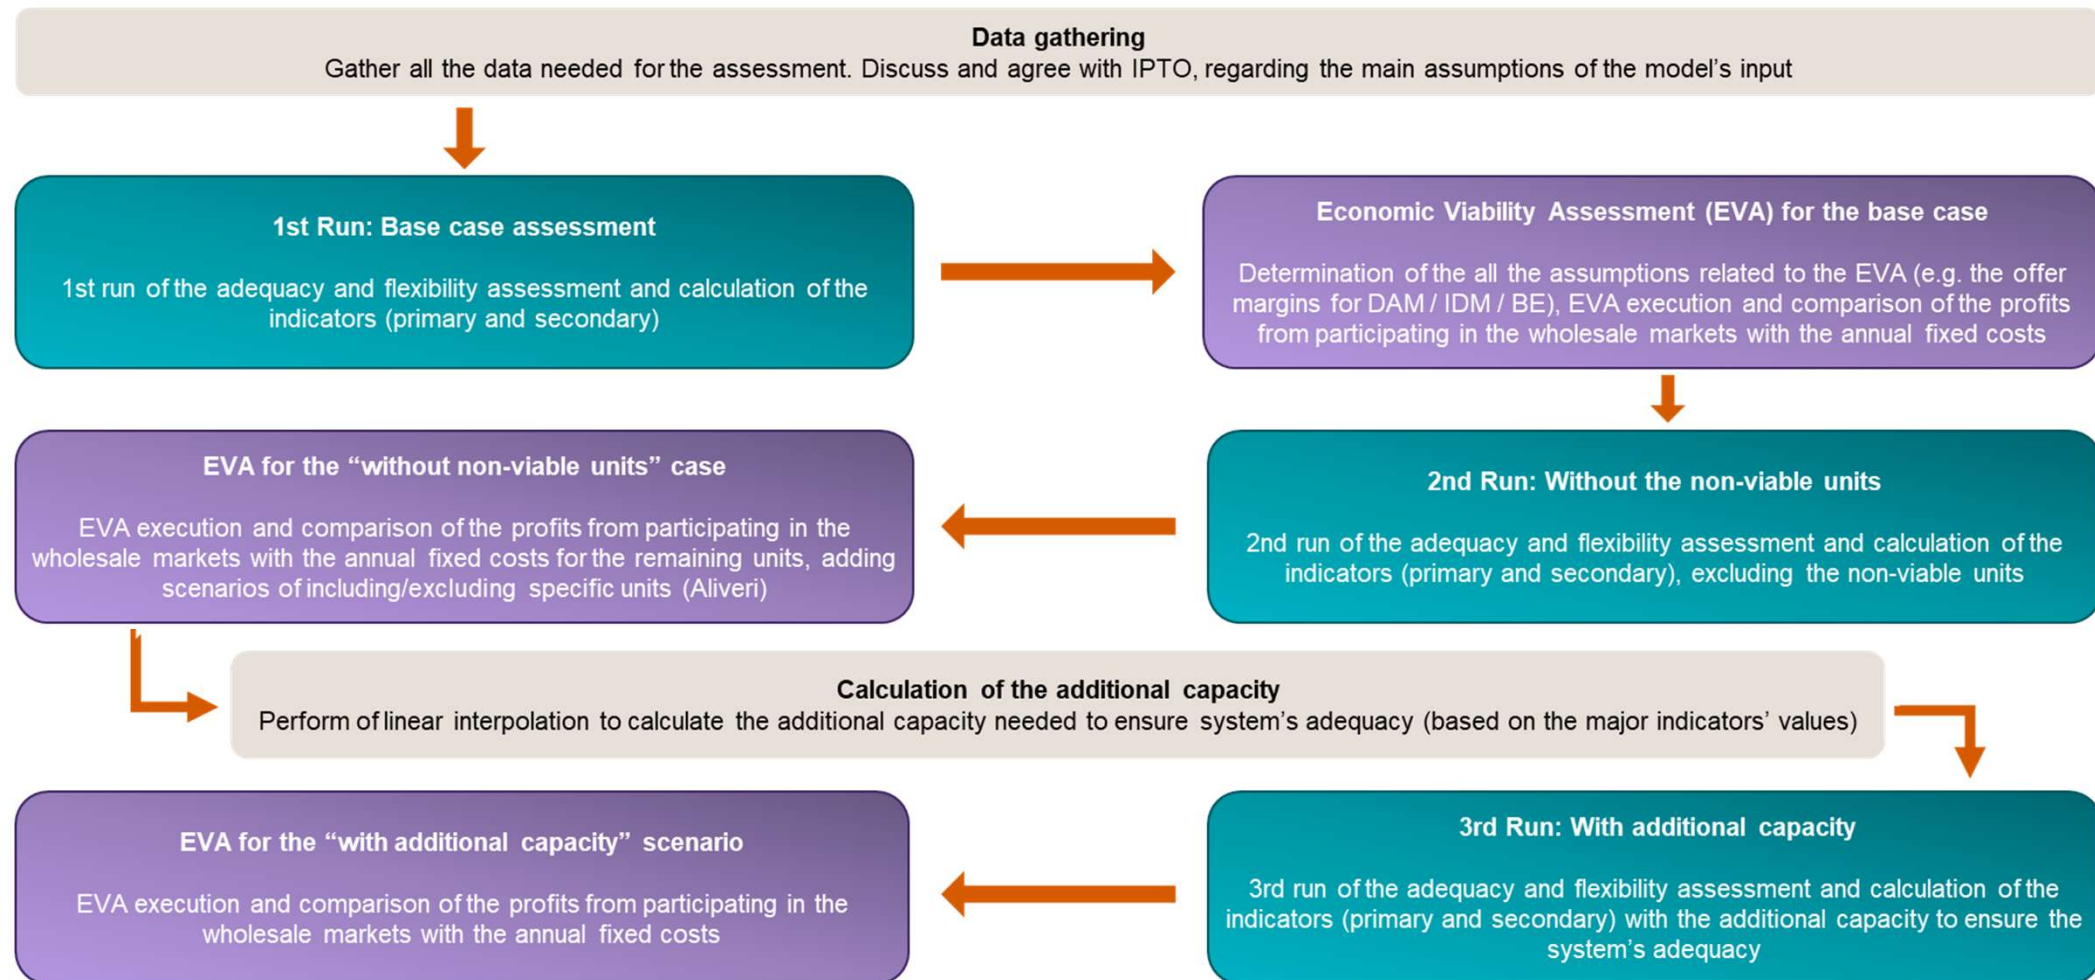 Data gathering
Gather all the data needed for the assessment. Discuss and agree with IPTO, regarding the main assumptions of the model's input
1st Run: Base case assessment
1st run of the adequacy and flexibility assessment and calculation of the
indicators (primary and secondary)
Economic Viability Assessment (EVA) for the base case
Determination of the all the assumptions related to the EVA (e.g. the offer
margins for DAM / IDM / BE), EVA execution and comparison of the profits
from participating in the wholesale markets with the annual fixed costs
EVA for the “without non-viable units” case
EVA execution and comparison of the profits from participating in the
wholesale markets with the annual fixed costs for the remaining units, adding
scenarios of including/excluding specific units (Aliveri)
2nd Run: Without the non-viable units
2nd run of the adequacy and flexibility assessment and calculation of the
indicators (primary and secondary), excluding the non-viable units
Calculation of the additional capacity
Perform of linear interpolation to calculate the additional capacity needed to ensure system's adequacy (based on the major indicators' values)
EVA for the “with additional capacity” scenario
EVA execution and comparison of the profits from participating in the
wholesale markets with the annual fixed costs
3rd Run: With additional capacity
3rd run of the adequacy and flexibility assessment and calculation of the
indicators (primary and secondary) with the additional capacity to ensure the
system's adequacy